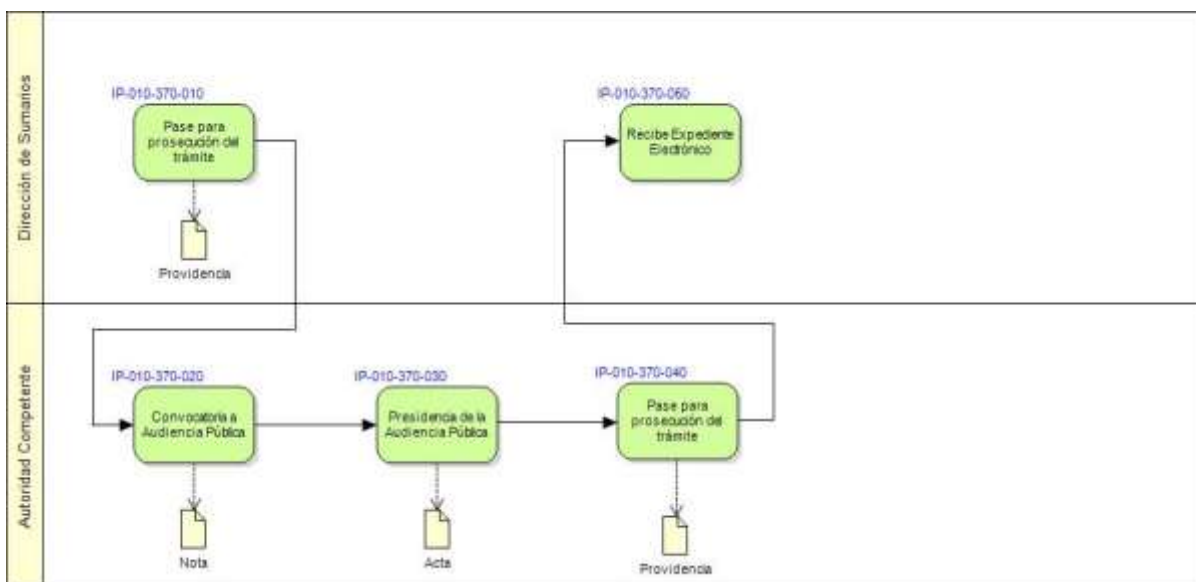 Dirección de Sumarios
IP-010-370-010
Pase para
prosecución del
trámite
Providencia
IP-010-370-060
Recibe Expediente
Electrónico
Autoridad Competente
IP-010-370-020
Convocatoria a
Audiencia Pública
Nota
IP-010-370-030
Presidencia de la
Audiencia Pública
Acta
IP-010-370-040
Pase para
prosecución del
trámite
Providencia